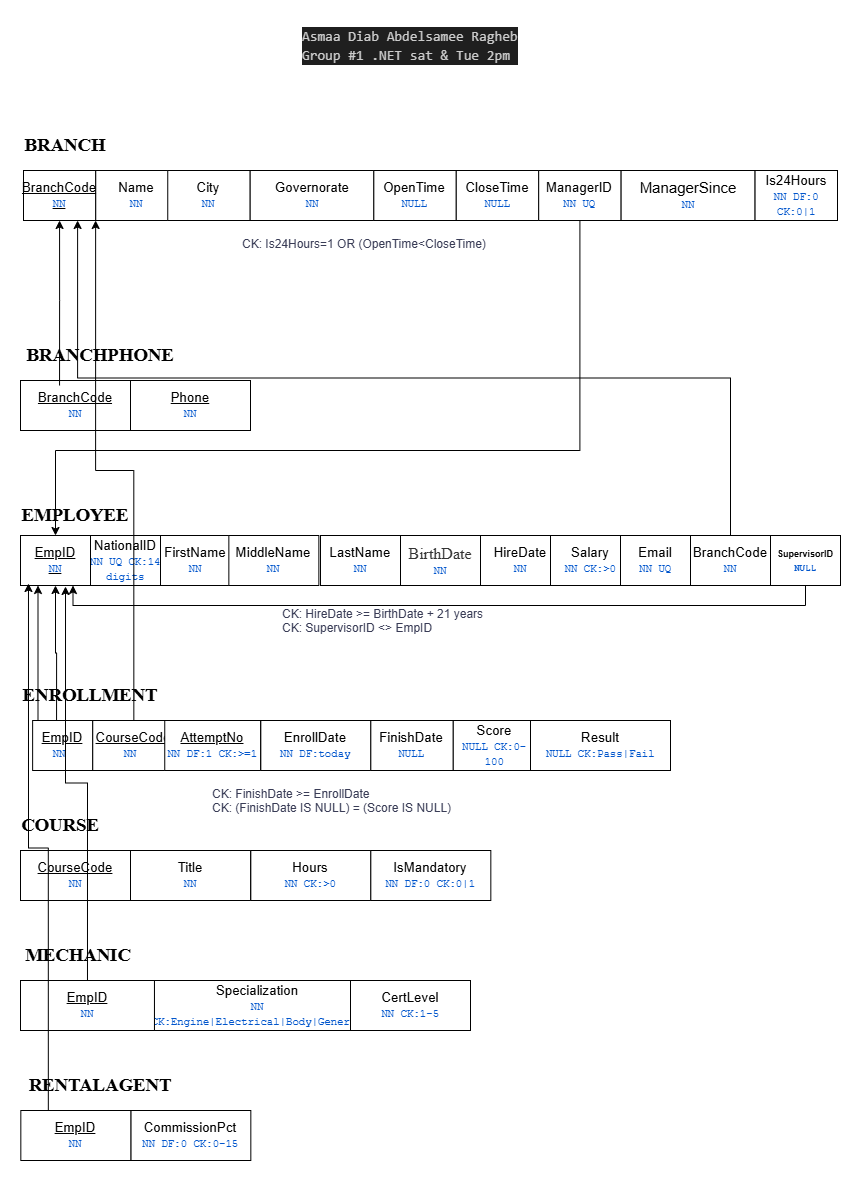 Asmaa Diab Abdelsamee Ragheb
Group #1 .NET sat & Tue 2pm
BRANCH
BranchCode Name City Governorate OpenTime CloseTime ManagerID ManagerSince Is24Hours
NN NN NN NN NULL NULL NN UQ NN NN DF:0
CK:0|1
CK: Is24Hours=1 OR (OpenTime<CloseTime)
BRANCHPHONE
BranchCode Phone
NN NN
EMPLOYEE
EmpID NationalID FirstName MiddleName LastName BirthDate HireDate Salary Email BranchCode SupervisorID
NN NN UQ CK:14 NN NN NN NN NN NN CK:>0 NN UQ NN NULL
digits
CK: HireDate >= BirthDate + 21 years
CK: SupervisorID <> EmpID
ENROLLMENT
EmpID CourseCod AttemptNo EnrollDate FinishDate Score Result
NN NN NN DF:1 CK:>=1 NN DF:today NULL NULL CK:0-
100 NULL CK:Pass|Fail
CK: FinishDate >= EnrollDate
CK: (FinishDate IS NULL) = (Score IS NULL)
COURSE
CourseCode Title Hours IsMandatory
NN NN NN CK:>0 NN DF:0 CK:0|1
MECHANIC
EmpID Specialization CertLevel
NN NN NN CK:1-5
CK:Engine|Electrical|Body|Gener
RENTALAGENT
EmpID CommissionPct
NN NN DF:0 CK:0-15